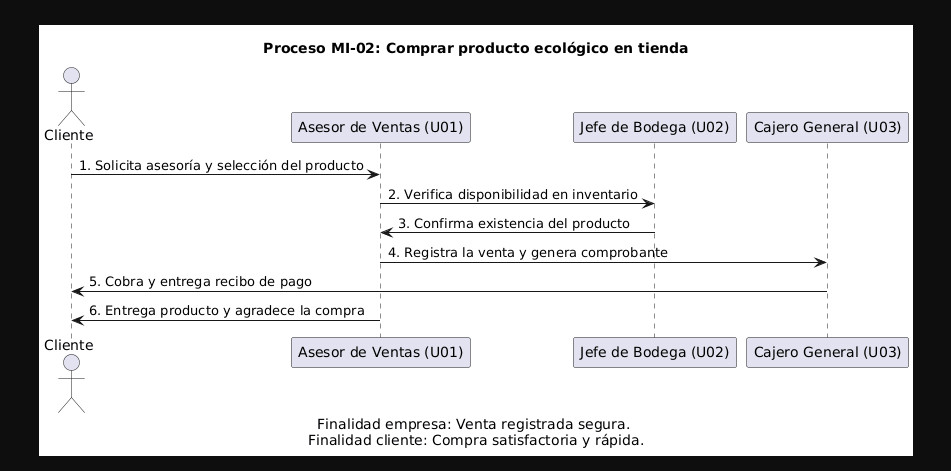 Proceso MI-02: Comprar producto ecológico en tienda
Cliente
Asesor de Ventas (U01)
Jefe de Bodega (U02)
Cajero General (U03)
1. Solicita asesoría y selección del producto
2. Verifica disponibilidad en inventario
3. Confirma existencia del producto
4. Registra la venta y genera comprobante
5. Cobra y entrega recibo de pago
6. Entrega producto y agradece la compra
Cliente
Asesor de Ventas (U01)
Jefe de Bodega (U02)
Cajero General (U03)
Finalidad empresa: Venta registrada segura.
Finalidad cliente: Compra satisfactoria y rápida.